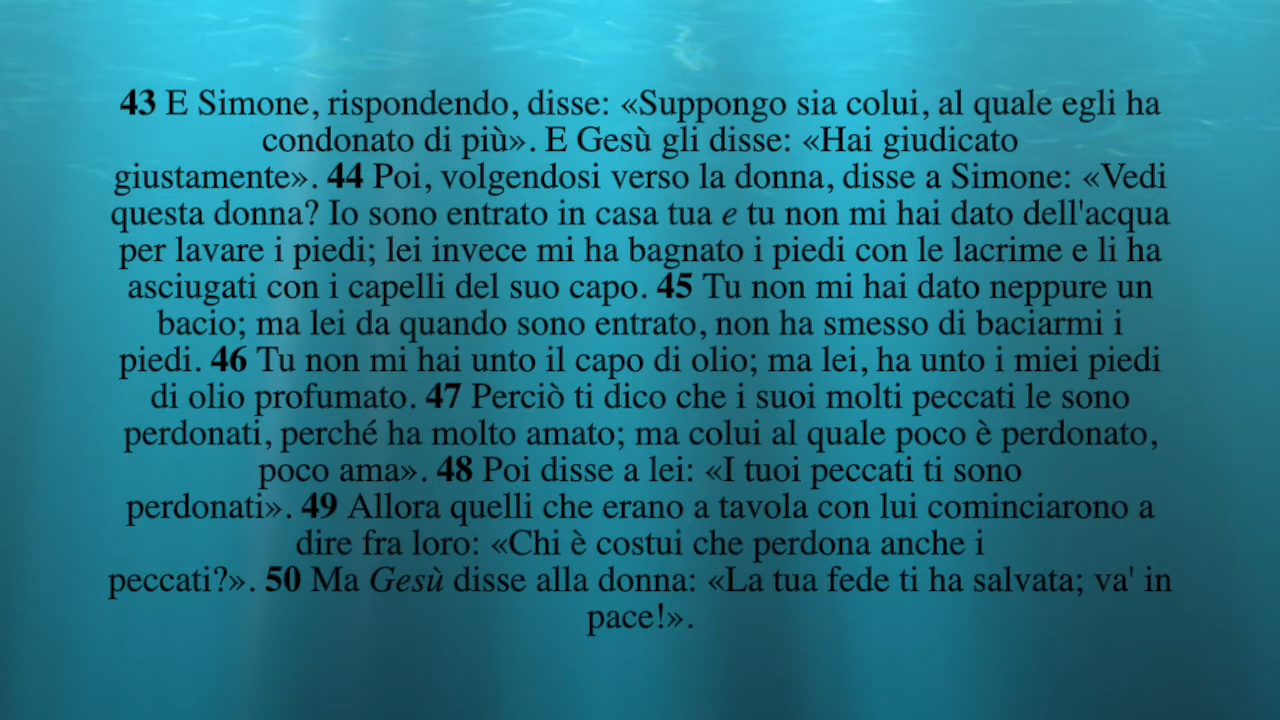 43 E Simone, rispondendo, disse: «Suppongo sia colui, al quale egli ha
condonato di più». E Gesù gli disse: «Hai giudicato
giustamente». 44 Poi, volgendosi verso la donna, disse a Simone: «Vedi
questa donna? Io sono entrato in casa tua e tu non mi hai dato dell'acqua
per lavare i piedi; lei invece mi ha bagnato i piedi con le lacrime e li ha
asciugati con i capelli del suo capo. 45 Tu non mi hai dato neppure un
bacio; ma lei da quando sono entrato, non ha smesso di baciarmi i
piedi. 46 Tu non mi hai unto il capo di olio; ma lei, ha unto i miei piedi
di olio profumato. 47 Perciò ti dico che i suoi molti peccati le sono
perdonati, perché ha molto amato; ma colui al quale poco è perdonato,
poco ama». 48 Poi disse a lei: «I tuoi peccati ti sono
perdonati». 49 Allora quelli che erano a tavola con lui cominciarono a
dire fra loro: «Chi è costui che perdona anche i
peccati?». 50 Ma Gesù disse alla donna: «La tua fede ti ha salvata; va' in
pace!».